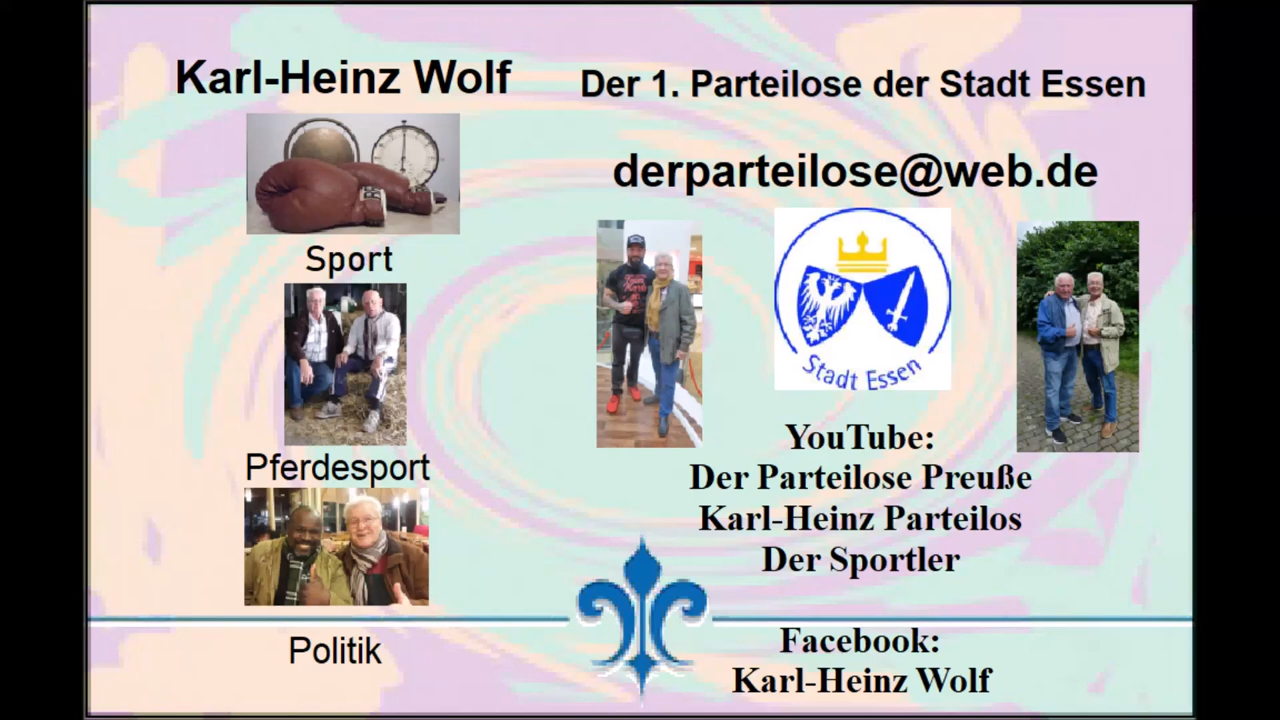 Karl-Heinz Wolf
Der 1. Parteilose der Stadt Essen
derparteilose@web.de
Sport
Pferdesport
Politik
Stadt Essen
YouTube:
Der Parteilose Preuße
Karl-Heinz Parteilos
Der Sportler
Facebook:
Karl-Heinz Wolf